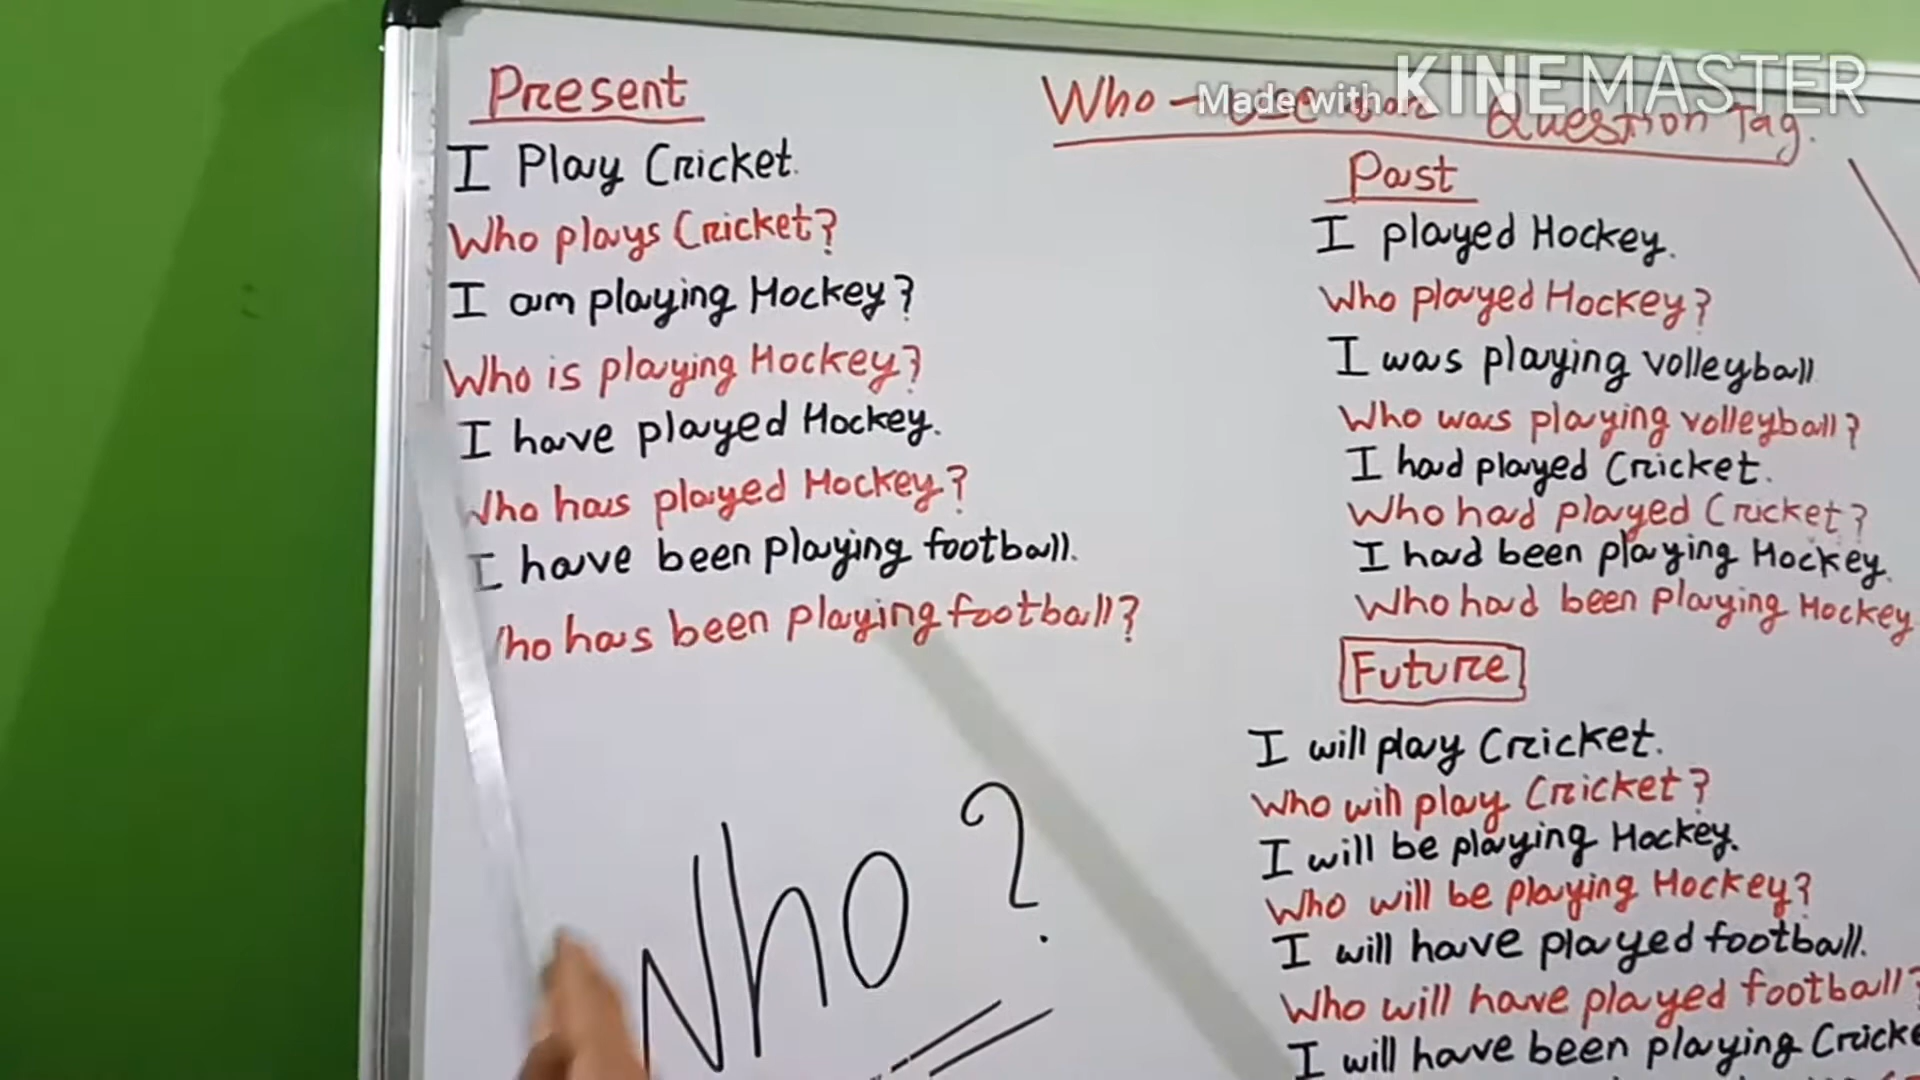 Present
I Play Cricket.
Who plays Cricket?
I am playing Hockey?
Who is playing Hockey?
I have played Hockey.
Who has played Hockey?
I have been playing football.
ho has been playing football?
Who?
Made with KINEMASTER
Who - Question Tag.
Past
I played Hockey.
Who played Hockey?
I was playing volleyball
Who was playing volleyball?
I had played Cricket.
Who had played Cricket?
I had been playing Hockey.
Who had been playing Hockey
Future
I will play Cricket.
Who will play Cricket?
I will be playing Hockey.
Who will be playing Hockey?
I will have played football.
Who will have played football?
I will have been playing Cricke